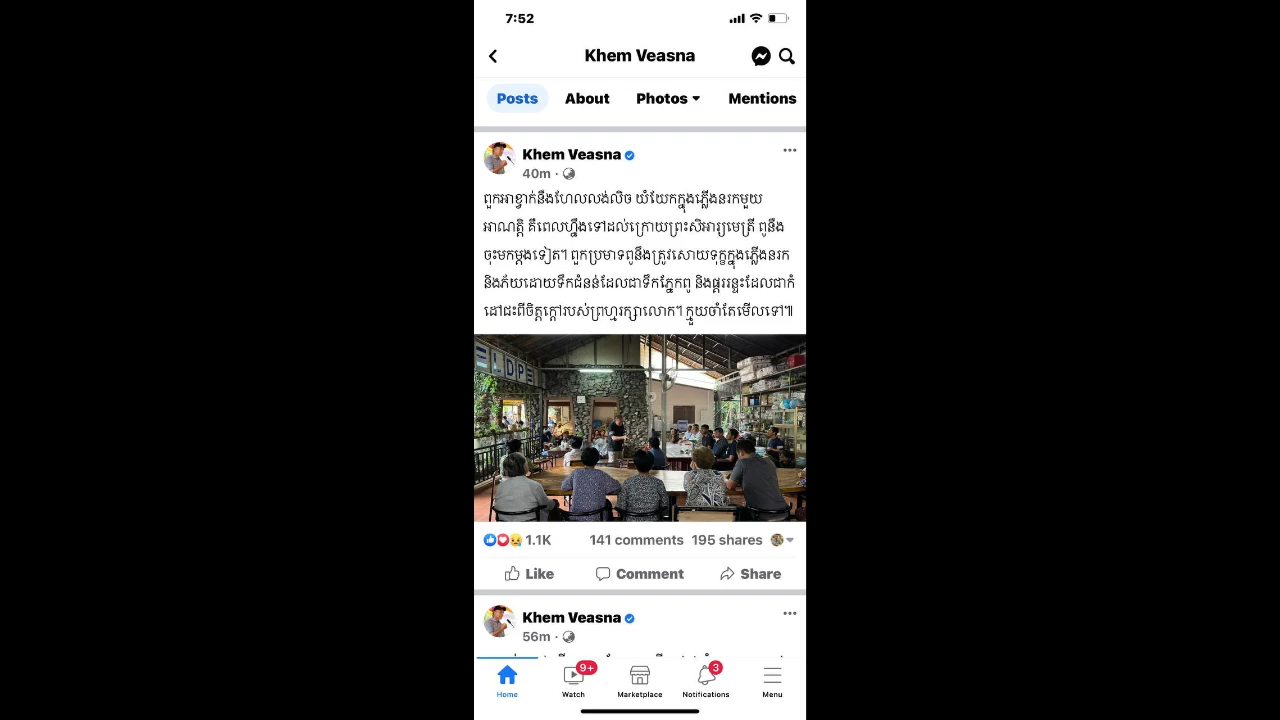 7:52
Khem Veasna
Posts About Photos Mentions
Khem Veasna
40m ·
ពួកអាខ្វាក់នឹងហែលលង់លិច យំយែកក្នុងភ្លើងនរកមួយ
អាណត្តិ គឺពេលហ្នឹងទៅដល់ក្រោយព្រះសិអារ្យមេត្រី ពូនឹង
ចុះមកម្ដងទៀត។ ពួកប្រមាទពូនឹងត្រូវសោយទុក្ខក្នុងភ្លើងនរក
និងភ័យដោយទឹកជំនន់ដែលជាទឹកភ្នែកពូ និងផ្គររន្ទះដែលជាកំ
ដៅជះពីចិត្តក្ដៅរបស់ព្រហ្មរក្សាលោក។ ក្មួយចាំតែមើលទៅ៕
LDP
1.1K 141 comments 195 shares
Like Comment Share
Khem Veasna
56m ·
9+ 3
Home Watch Marketplace Notifications Menu